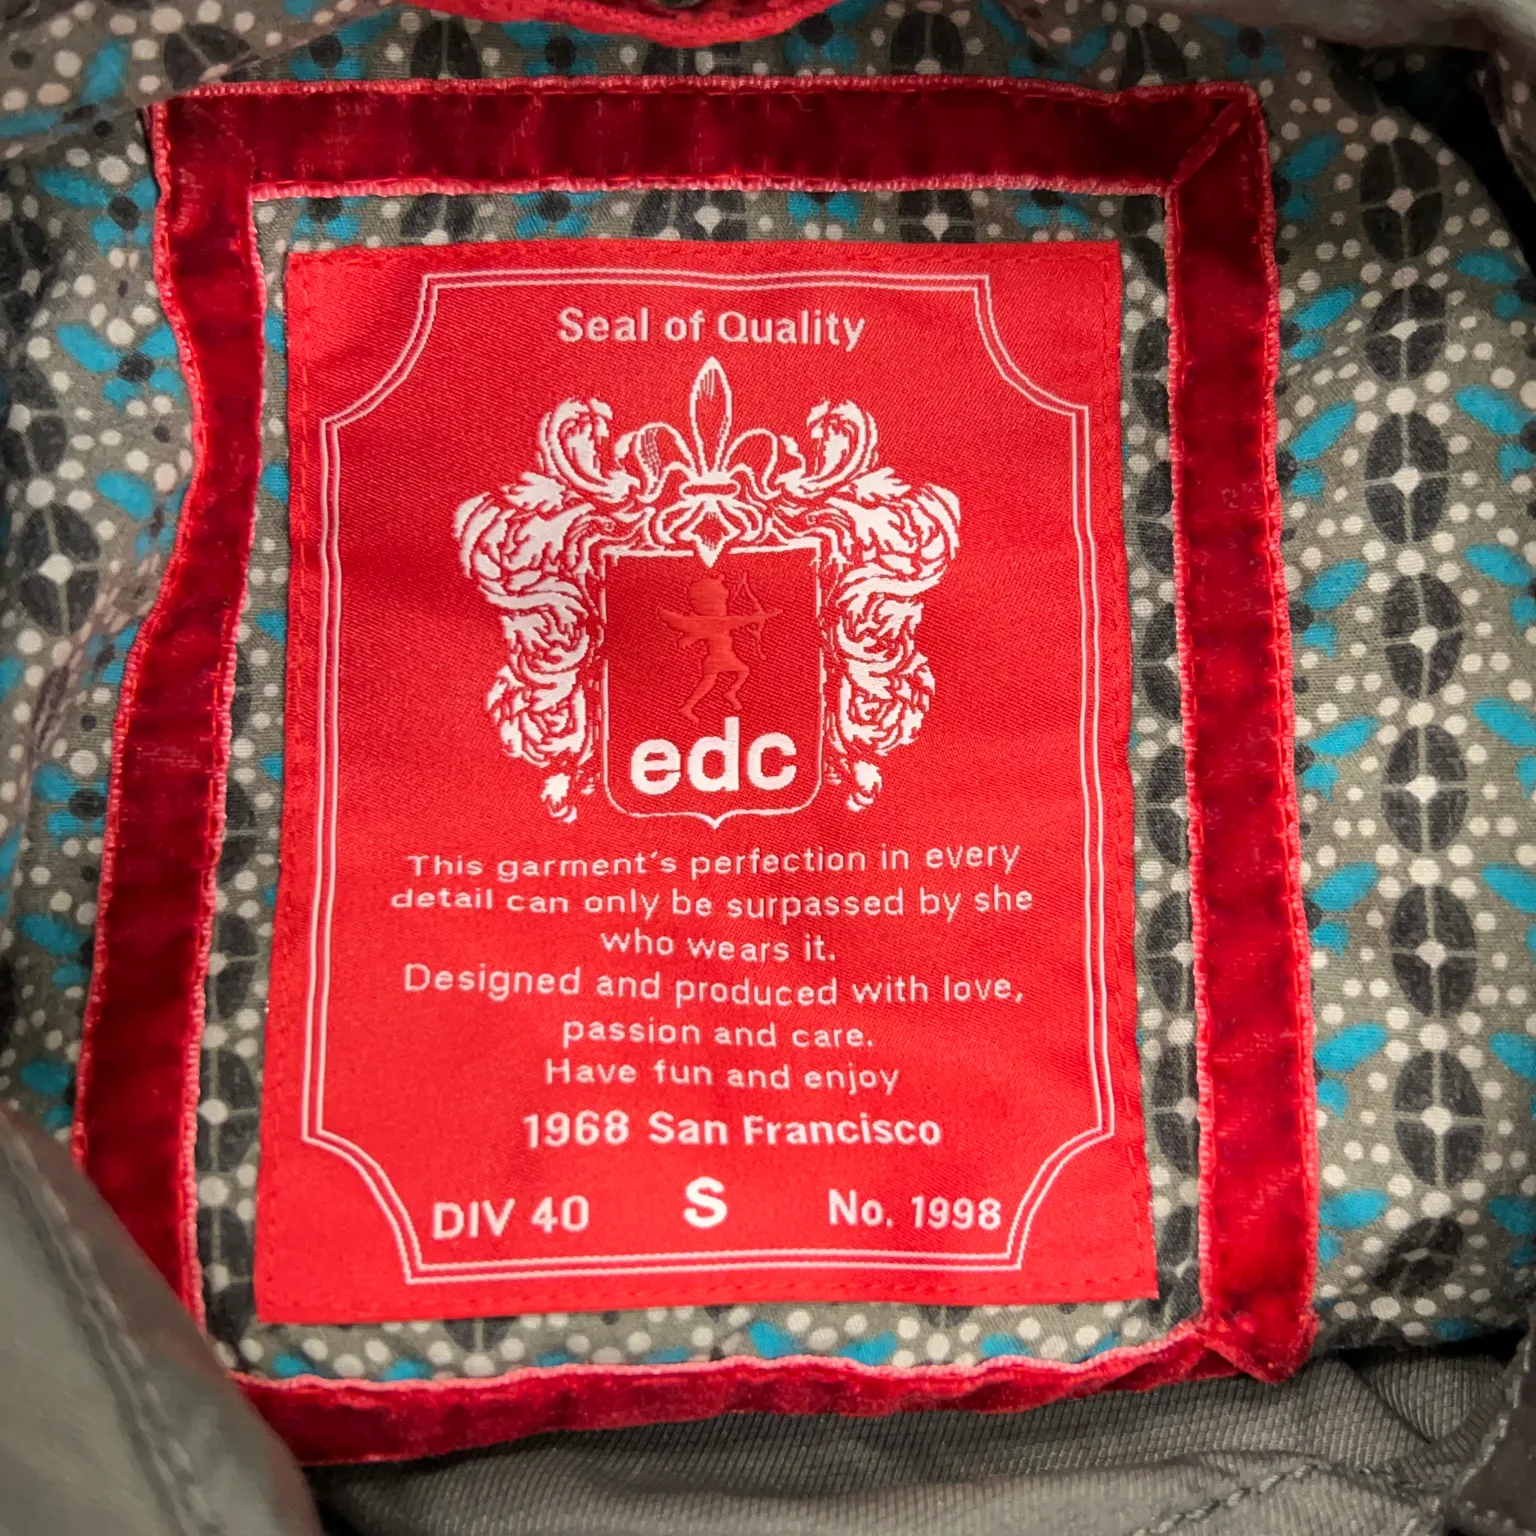 Seal of Quality
edc
This garment's perfection in every
detail can only be surpassed by she
who wears it.
Designed and produced with love,
passion and care.
Have fun and enjoy
1968 San Francisco
DIV 40 S No. 1998